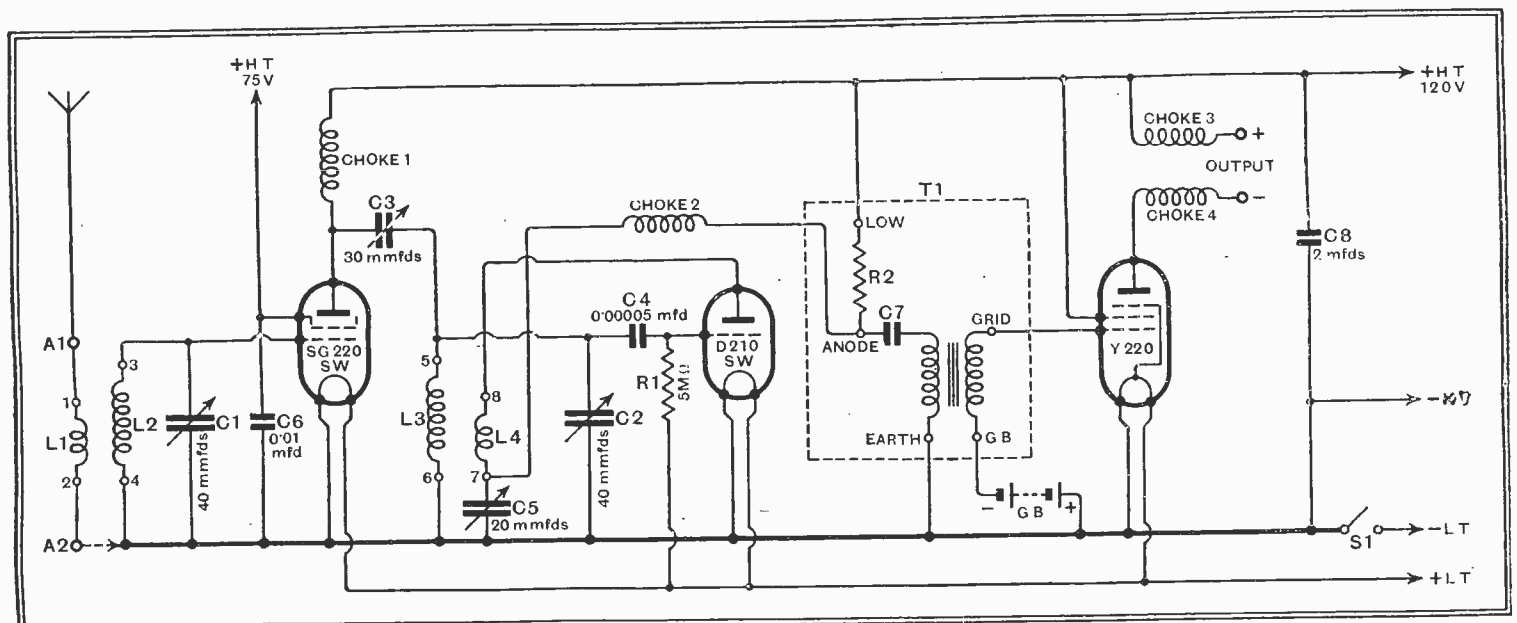 +HT
75V
+HT
120V
CHOKE 1
CHOKE 3
+
OUTPUT
-
CHOKE 4
C3
30 mmfds
CHOKE 2
T1
LOW
R2
C7
ANODE
GRID
EARTH
GB
- GB +
C8
2 mfds
A1
1
L1
2
A2
3
L2
4
C1
40 mmfds
C6
0·01
mfd
SG 220
SW
5
L3
6
8
L4
7
C5
20 mmfds
C4
0·00005 mfd
C2
40 mmfds
R1
5MΩ
D210
SW
Y 220
S1
-LT
+LT